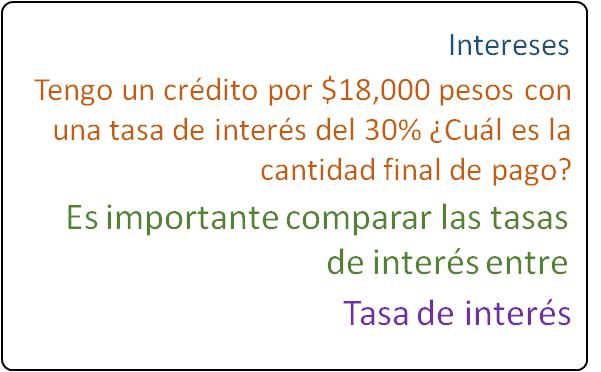 Intereses
Tengo un crédito por $18,000 pesos con
una tasa de interés del 30% ¿Cuál es la
cantidad final de pago?
Es importante comparar las tasas
de interés entre
Tasa de interés